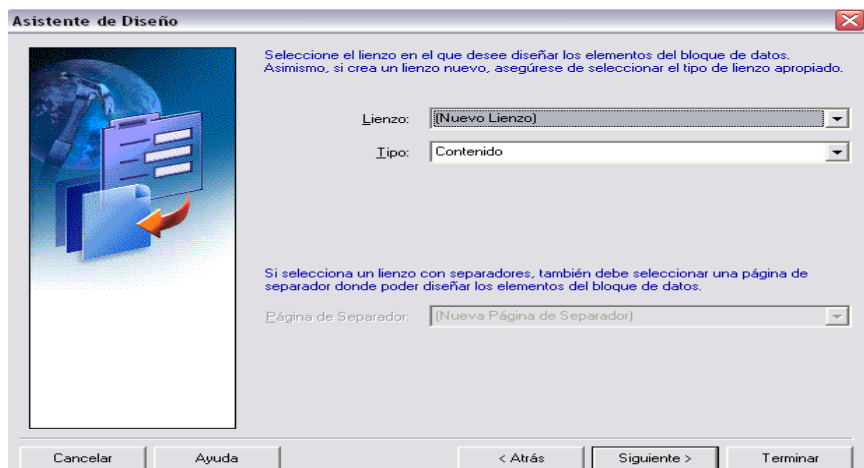 Asistente de Diseño
Seleccione el lienzo en el que desee diseñar los elementos del bloque de datos.
Asimismo, si crea un lienzo nuevo, asegúrese de seleccionar el tipo de lienzo apropiado.
Lienzo: (Nuevo Lienzo)
Tipo: Contenido
Si selecciona un lienzo con separadores, también debe seleccionar una página de
separador donde poder diseñar los elementos del bloque de datos.
Página de Separador: (Nueva Página de Separador)
Cancelar Ayuda < Atrás Siguiente > Terminar